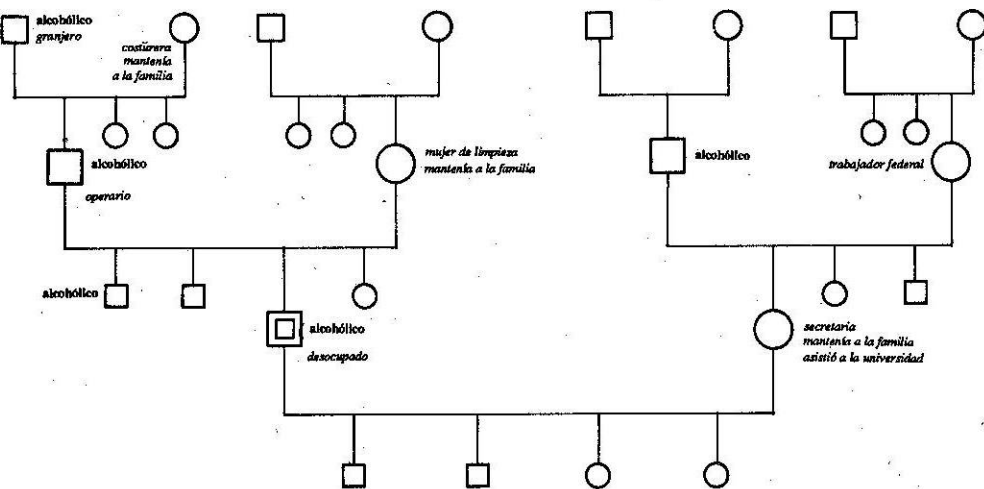 alcohólico
granjero
costurera
mantenía
a la familia
alcohólico
operario
mujer de limpieza
mantenía a la familia
alcohólico
trabajador federal
alcohólico
alcohólico
desocupado
secretaria
mantenía a la familia
asistió a la universidad